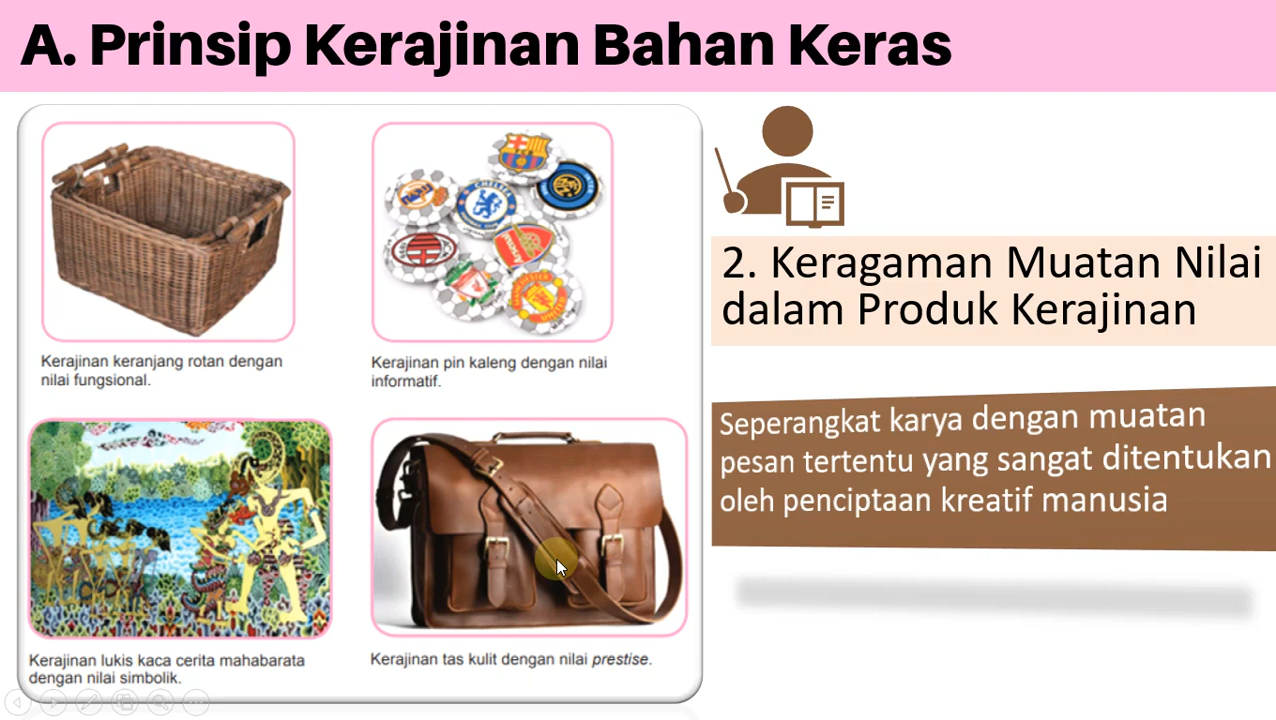 A. Prinsip Kerajinan Bahan Keras
Kerajinan keranjang rotan dengan
nilai fungsional.
Kerajinan pin kaleng dengan nilai
informatif.
CHELSEA
Kerajinan lukis kaca cerita mahabarata
dengan nilai simbolik.
Kerajinan tas kulit dengan nilai prestise.
2. Keragaman Muatan Nilai
dalam Produk Kerajinan
Seperangkat karya dengan muatan
pesan tertentu yang sangat ditentukan
oleh penciptaan kreatif manusia